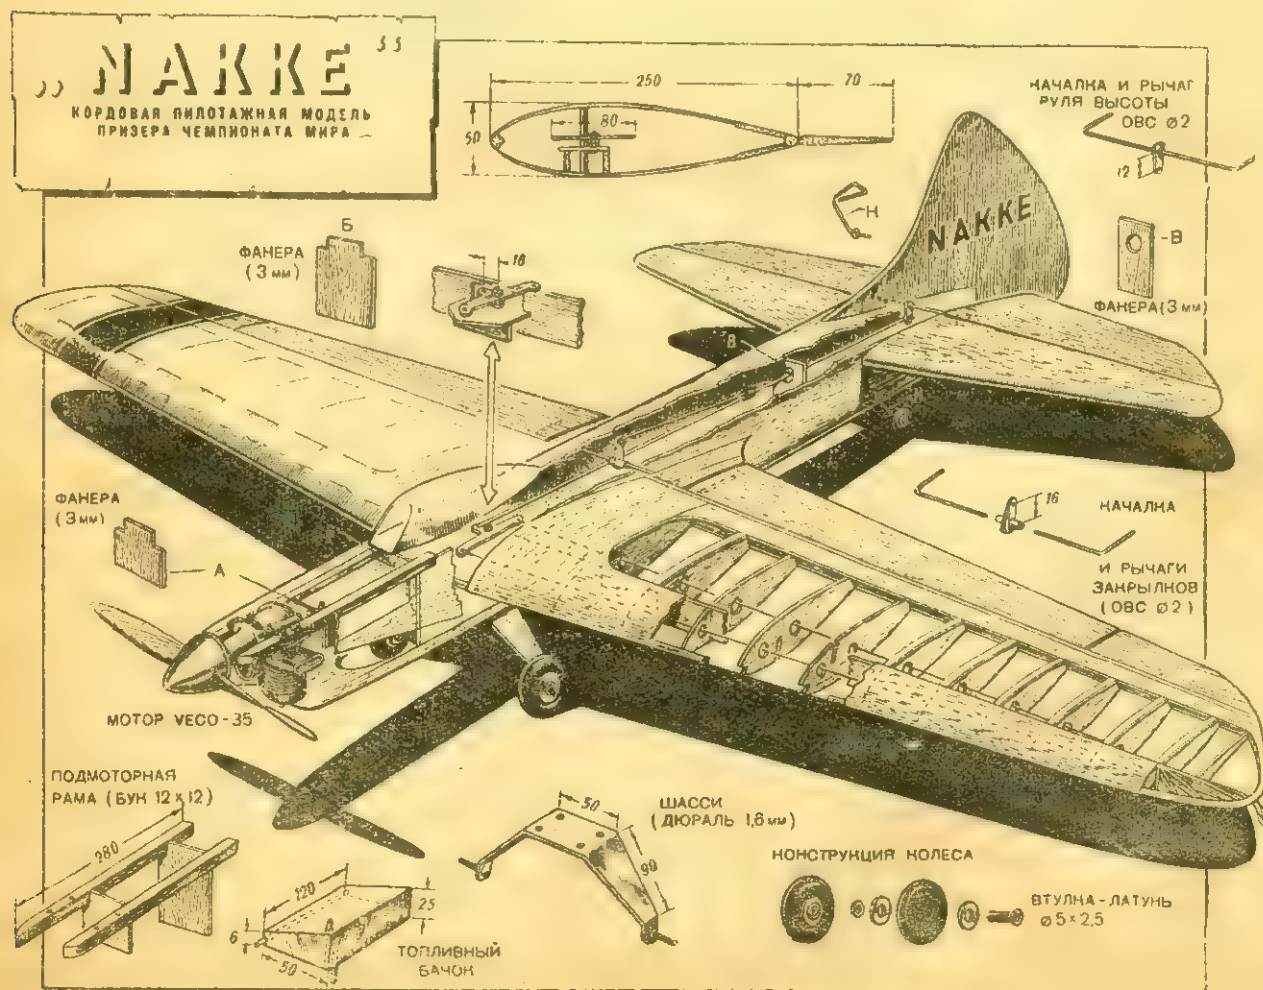 „NAKKE“
КОРДОВАЯ ПИЛОТАЖНАЯ МОДЕЛЬ
ПРИЗЕРА ЧЕМПИОНАТА МИРА
250
70
50
80
КАЧАЛКА И РЫЧАГ
РУЛЯ ВЫСОТЫ
ОВС ⌀2
12
Н
Б
ФАНЕРА
(3 мм)
16
NAKKE
В
ФАНЕРА (3 мм)
В
ФАНЕРА
(3 мм)
А
16
КАЧАЛКА
И РЫЧАГИ
ЗАКРЫЛКОВ
(ОВС ⌀2)
МОТОР VECO-35
ПОДМОТОРНАЯ
РАМА (БУК 12×12)
280
120
25
6
50
ТОПЛИВНЫЙ
БАЧОК
50
90
ШАССИ
(ДЮРАЛЬ 1,6 мм)
КОНСТРУКЦИЯ КОЛЕСА
ВТУЛКА-ЛАТУНЬ
⌀5×2,5